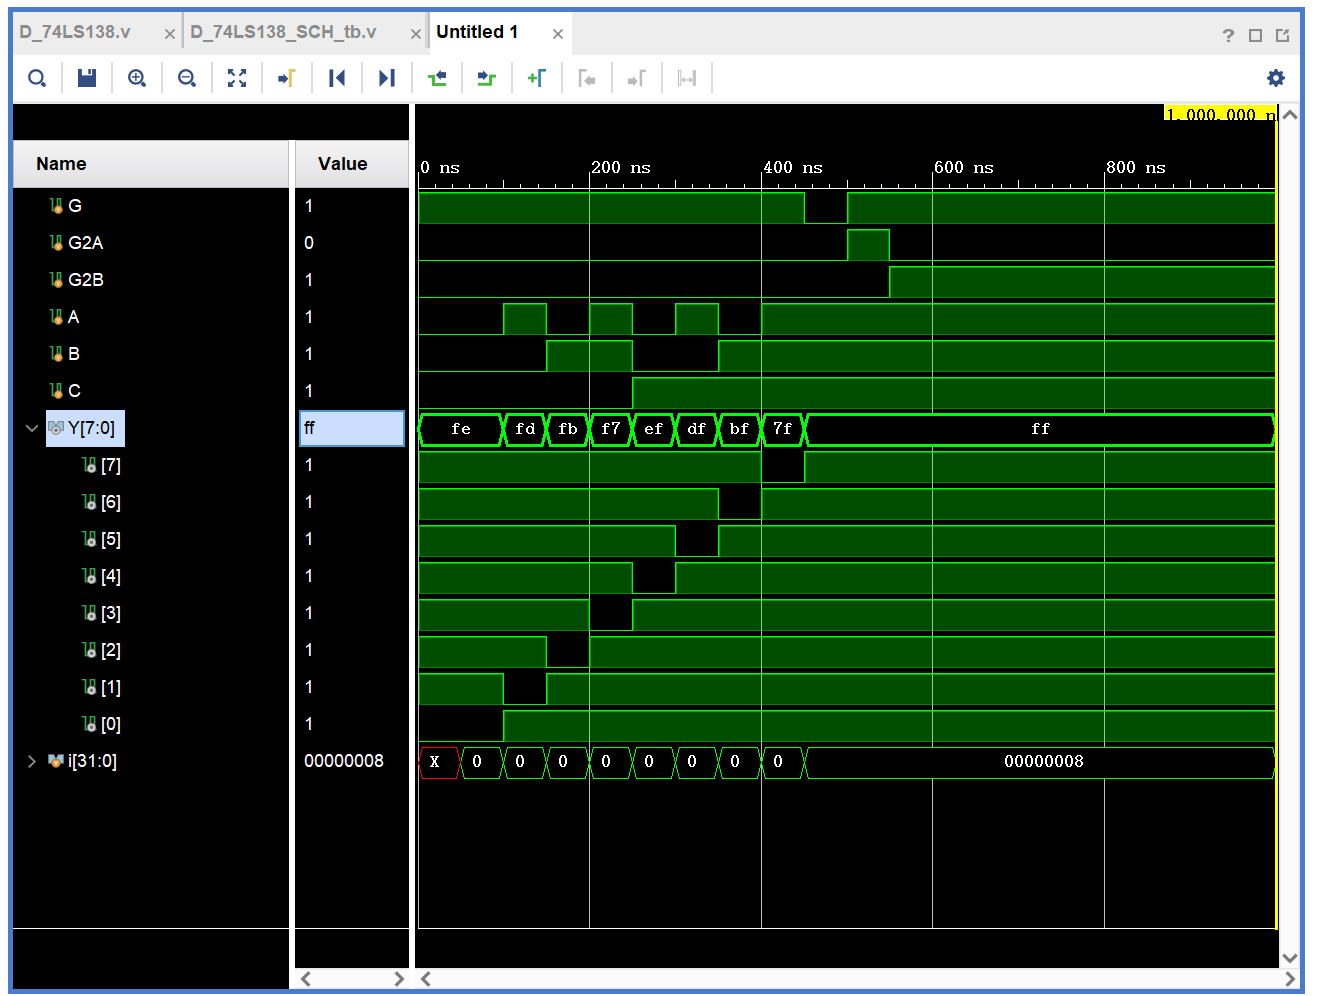 D_74LS138.v × D_74LS138_SCH_tb.v × Untitled 1 ×
?
1,000,000 n
Name Value
0 ns 200 ns 400 ns 600 ns 800 ns
G 1
G2A 0
G2B 1
A 1
B 1
C 1
Y[7:0] ff fe fd fb f7 ef df bf 7f ff
[7] 1
[6] 1
[5] 1
[4] 1
[3] 1
[2] 1
[1] 1
[0] 1
i[31:0] 00000008 X 0 0 0 0 0 0 0 0 00000008